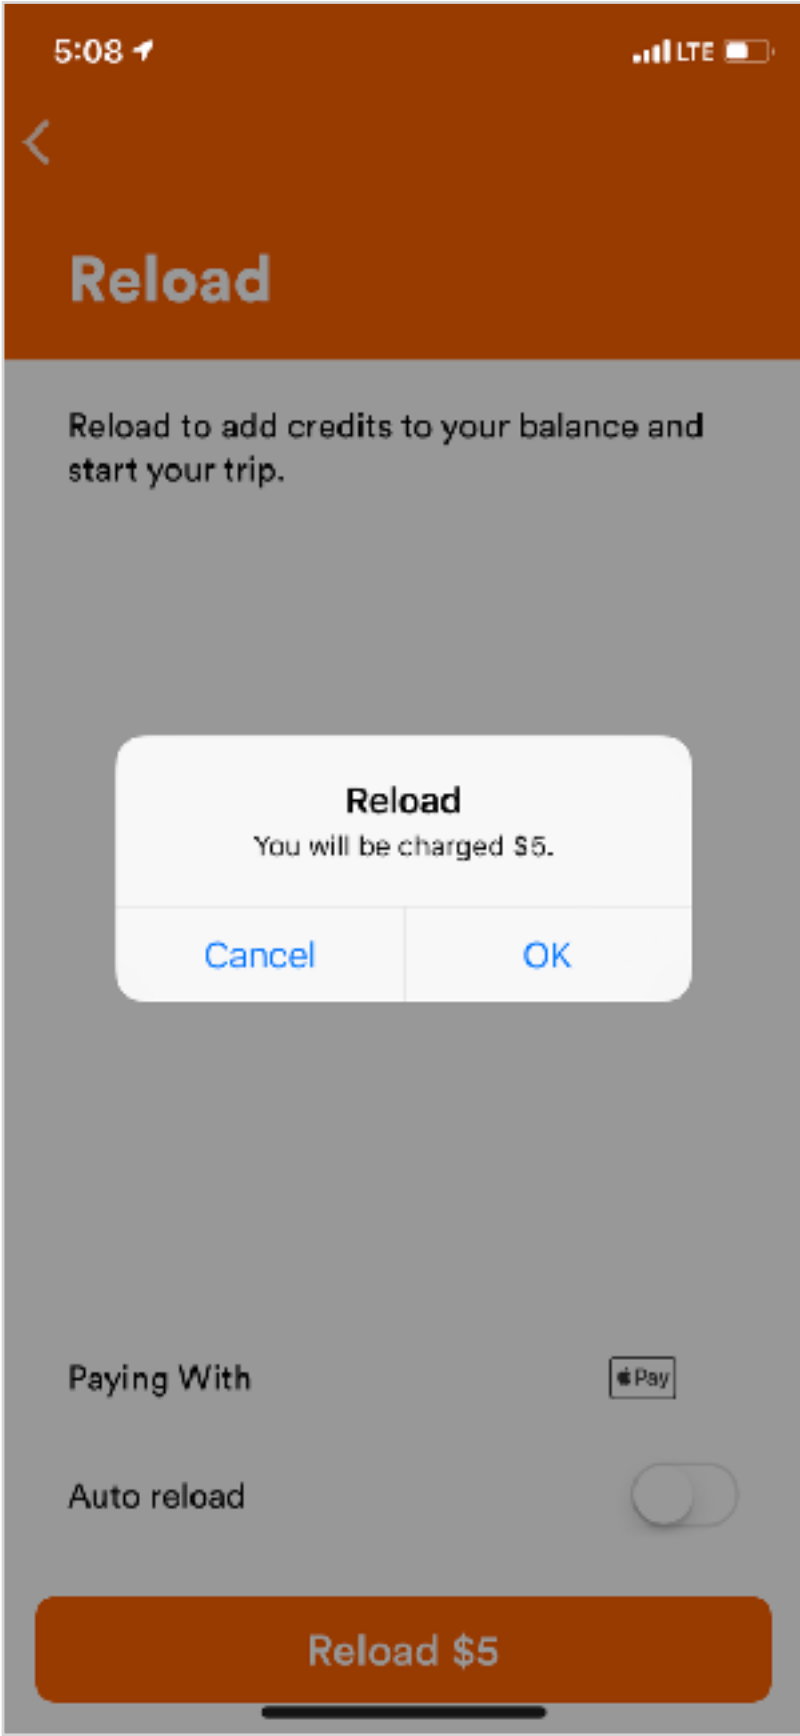 5:08 LTE
Reload
Reload to add credits to your balance and
start your trip.
Reload
You will be charged $5.
Cancel OK
Paying With Pay
Auto reload
Reload $5